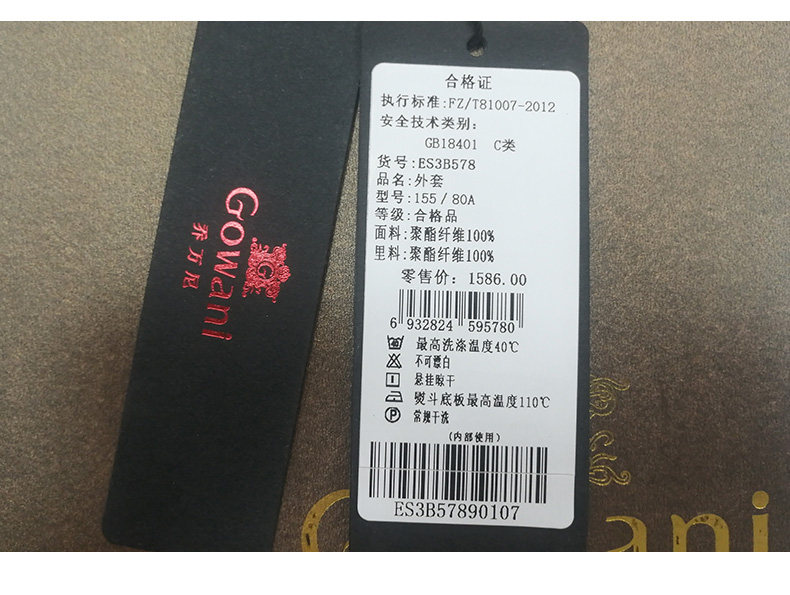 Gowani
乔万尼
合格证
执行标准:FZ/T81007-2012
安全技术类别:
GB18401 C类
货号:ES3B578
品名:外套
型号:155/80A
等级:合格品
面料:聚酯纤维100%
里料:聚酯纤维100%
零售价: 1586.00
6 932824 595780
最高洗涤温度40℃
不可漂白
悬挂晾干
熨斗底板最高温度110℃
P 常规干洗
(内部使用)
ES3B57890107